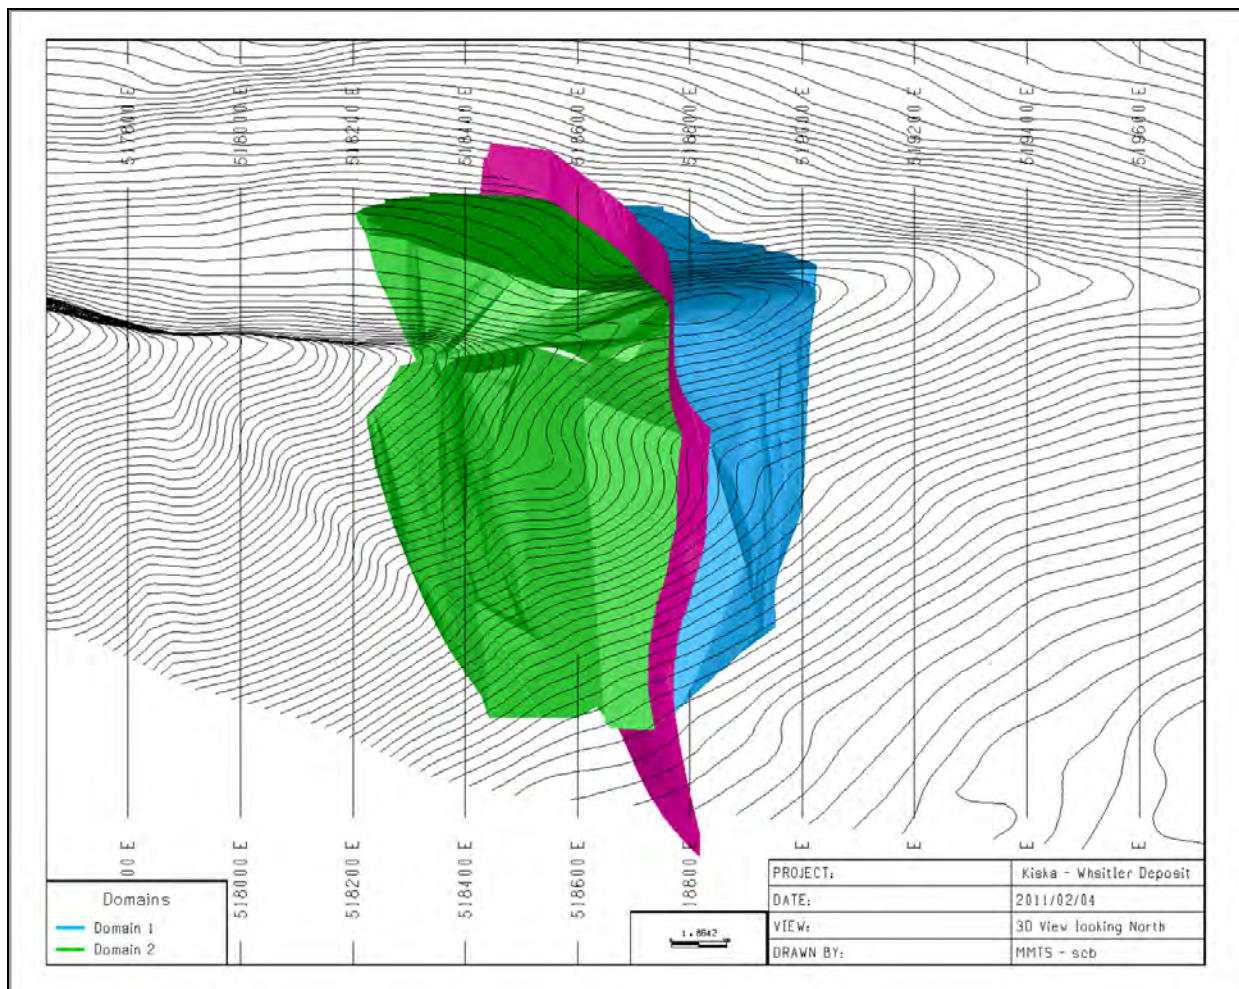 517800 E
518000 E
518200 E
518400 E
518600 E
518800 E
519000 E
519200 E
519400 E
519600 E
00 E
518000 E
518200 E
518400 E
518600 E
518800 E
E
E
E
E
Domains
Domain 1
Domain 2
PROJECT: Kiska - Whsitler Deposit
DATE: 2011/02/04
VIEW: 3D View looking North
DRAWN BY: MMTS - scb